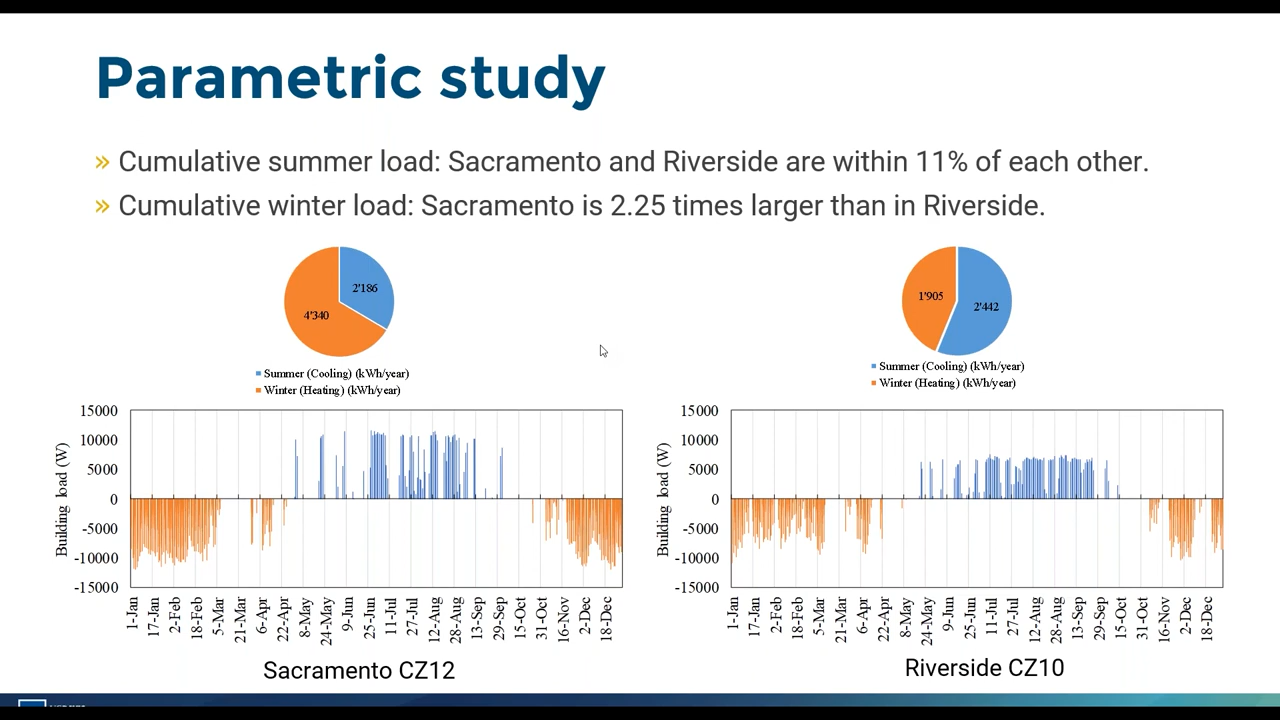 Parametric study
» Cumulative summer load: Sacramento and Riverside are within 11% of each other.
» Cumulative winter load: Sacramento is 2.25 times larger than in Riverside.
2'186
4'340
Summer (Cooling) (kWh/year)
Winter (Heating) (kWh/year)
1'905
2'442
Summer (Cooling) (kWh/year)
Winter (Heating) (kWh/year)
Building load (W)
15000
10000
5000
0
-5000
-10000
-15000
1-Jan
17-Jan
2-Feb
18-Feb
5-Mar
21-Mar
6-Apr
22-Apr
8-May
24-May
9-Jun
25-Jun
11-Jul
27-Jul
12-Aug
28-Aug
13-Sep
29-Sep
15-Oct
31-Oct
16-Nov
2-Dec
18-Dec
Sacramento CZ12
Building load (W)
15000
10000
5000
0
-5000
-10000
-15000
1-Jan
17-Jan
2-Feb
18-Feb
5-Mar
21-Mar
6-Apr
22-Apr
8-May
24-May
9-Jun
25-Jun
11-Jul
27-Jul
12-Aug
28-Aug
13-Sep
29-Sep
15-Oct
31-Oct
16-Nov
2-Dec
18-Dec
Riverside CZ10